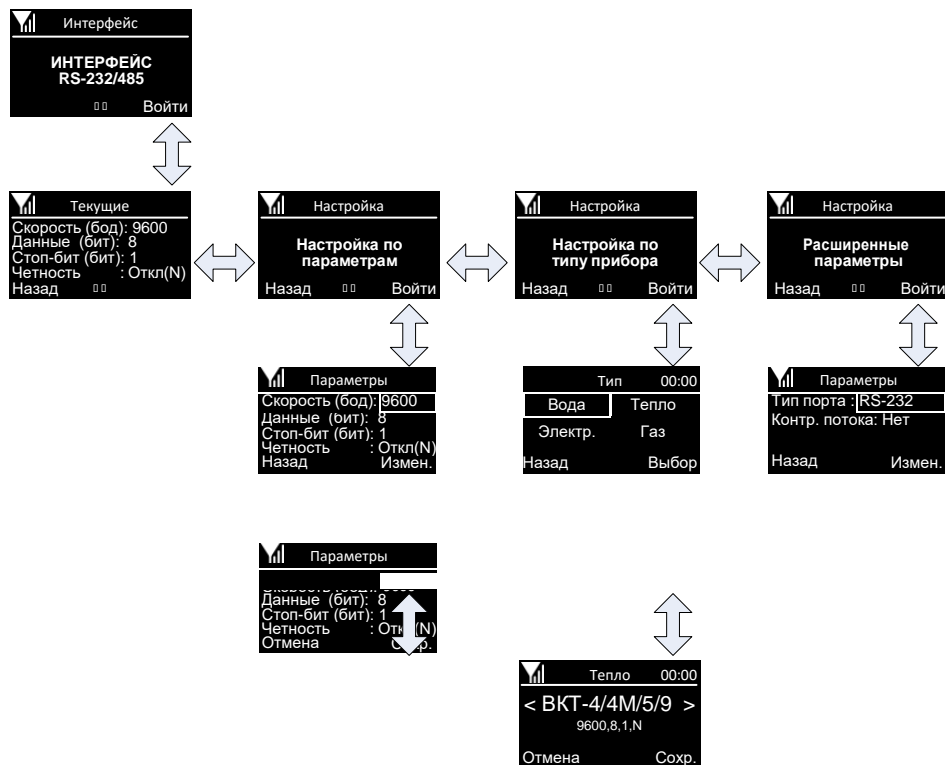 Интерфейс
ИНТЕРФЕЙС
RS-232/485
Войти
Текущие
Скорость (бод): 9600
Данные (бит): 8
Стоп-бит (бит): 1
Четность : Откл(N)
Назад
Настройка
Настройка по
параметрам
Назад Войти
Настройка
Настройка по
типу прибора
Назад Войти
Настройка
Расширенные
параметры
Назад Войти
Параметры
Скорость (бод): 9600
Данные (бит): 8
Стоп-бит (бит): 1
Четность : Откл(N)
Назад Измен.
Тип 00:00
Вода Тепло
Электр. Газ
Назад Выбор
Параметры
Тип порта : RS-232
Контр. потока: Нет
Назад Измен.
Параметры
Данные (бит): 8
Стоп-бит (бит): 1
Четность :
Отмена
Тепло 00:00
< ВКТ-4/4М/5/9 >
9600,8,1,N
Отмена Сохр.